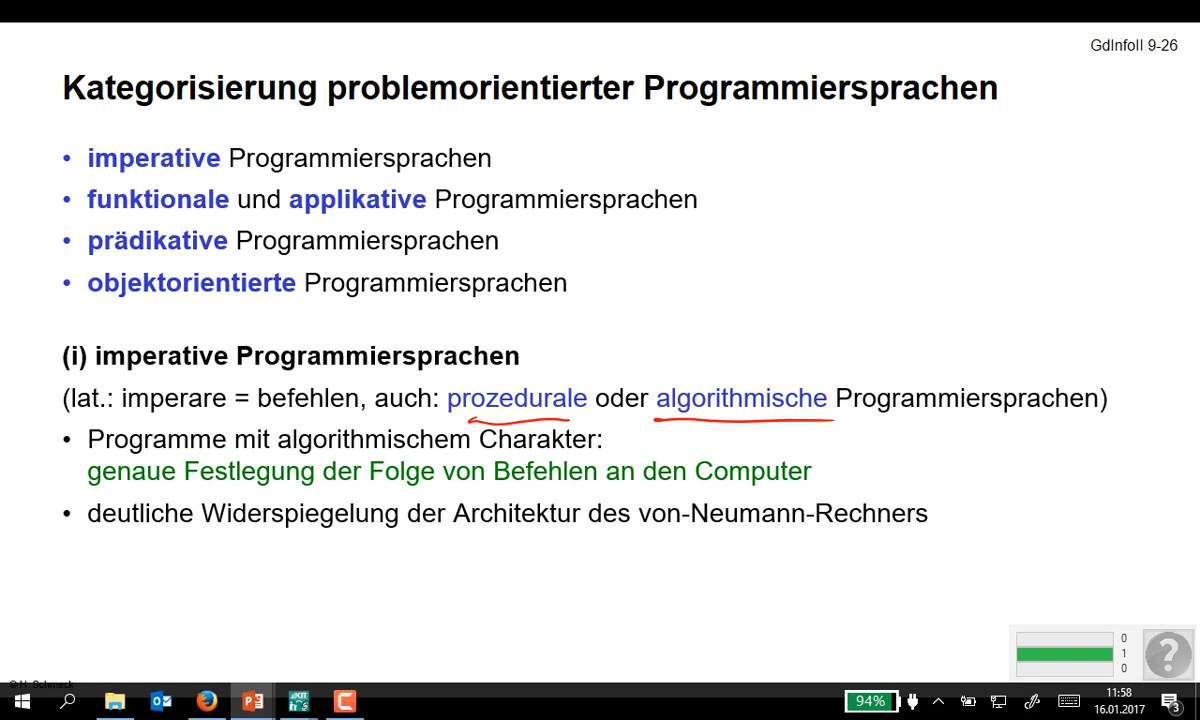 GdInfoII 9-26
Kategorisierung problemorientierter Programmiersprachen
• imperative Programmiersprachen
• funktionale und applikative Programmiersprachen
• prädikative Programmiersprachen
• objektorientierte Programmiersprachen
(i) imperative Programmiersprachen
(lat.: imperare = befehlen, auch: prozedurale oder algorithmische Programmiersprachen)
• Programme mit algorithmischem Charakter:
genaue Festlegung der Folge von Befehlen an den Computer
• deutliche Widerspiegelung der Architektur des von-Neumann-Rechners
0
1
0
?
© H. Schmeck
94%
11:58
16.01.2017
3